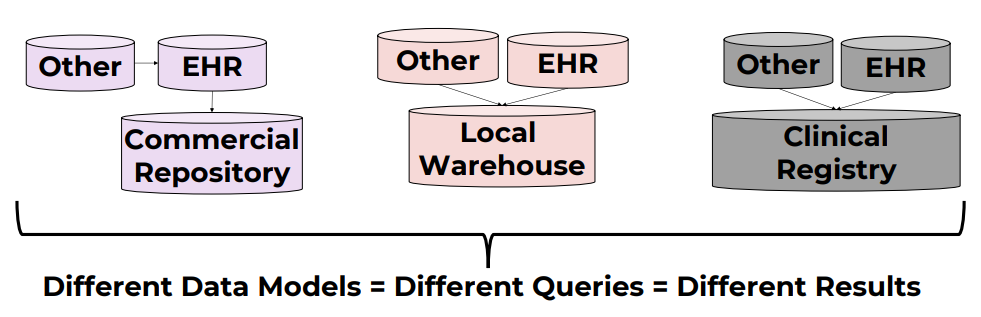 Other
EHR
Commercial
Repository
Other
EHR
Local
Warehouse
Other
EHR
Clinical
Registry
Different Data Models = Different Queries = Different Results